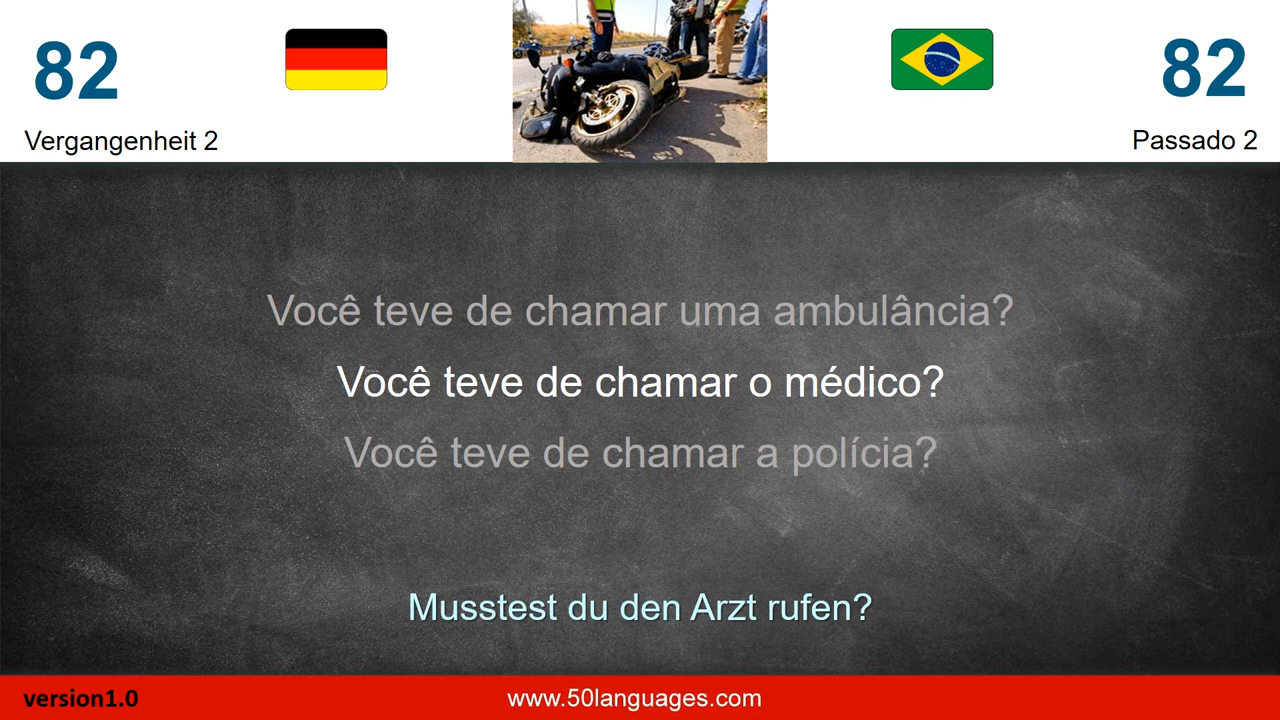 82
82
Vergangenheit 2
Passado 2
Você teve de chamar uma ambulância?
Você teve de chamar o médico?
Você teve de chamar a polícia?
Musstest du den Arzt rufen?
version1.0
www.50languages.com